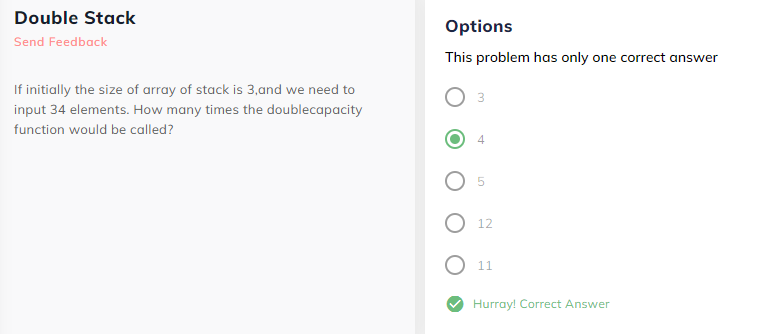 Double Stack
Send Feedback
If initially the size of array of stack is 3,and we need to
input 34 elements. How many times the doublecapacity
function would be called?
Options
This problem has only one correct answer
3
4
5
12
11
Hurray! Correct Answer